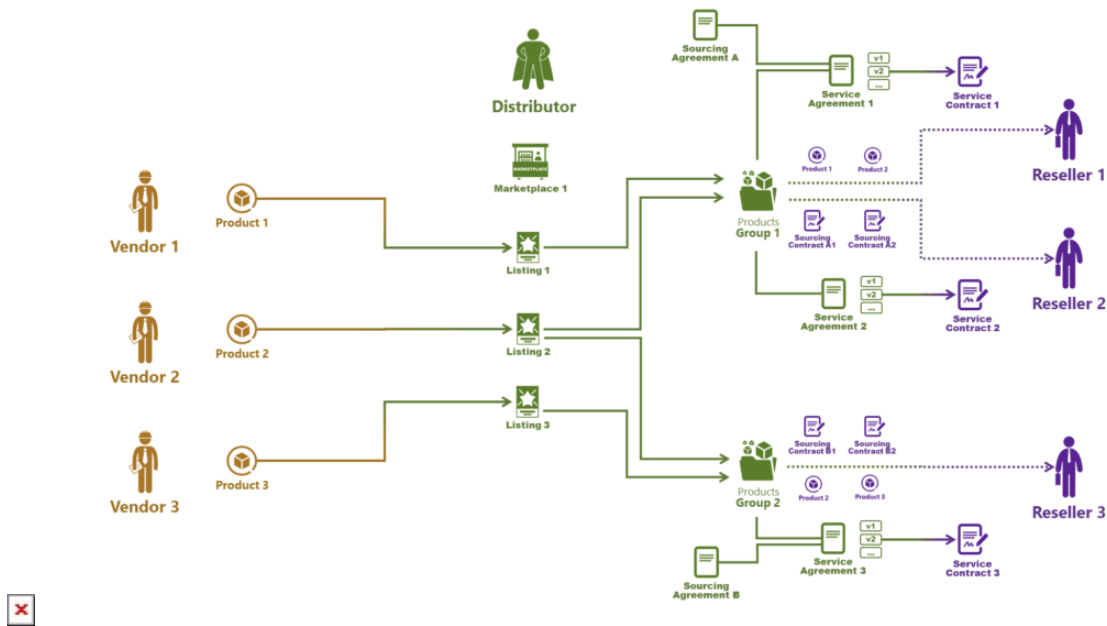 Sourcing
Agreement A
v1
v2
...
Service
Agreement 1
Service
Contract 1
Distributor
MARKETPLACE
Marketplace 1
Product 1
Product 2
Reseller 1
Vendor 1
Product 1
Products
Group 1
Sourcing
Contract A1
Sourcing
Contract A2
Listing 1
v1
v2
...
Service
Agreement 2
Service
Contract 2
Reseller 2
Vendor 2
Product 2
Listing 2
Listing 3
Sourcing
Contract B1
Sourcing
Contract B2
Vendor 3
Product 3
Products
Group 2
Product 2
Product 3
Reseller 3
v1
v2
...
Service
Agreement 3
Service
Contract 3
Sourcing
Agreement B